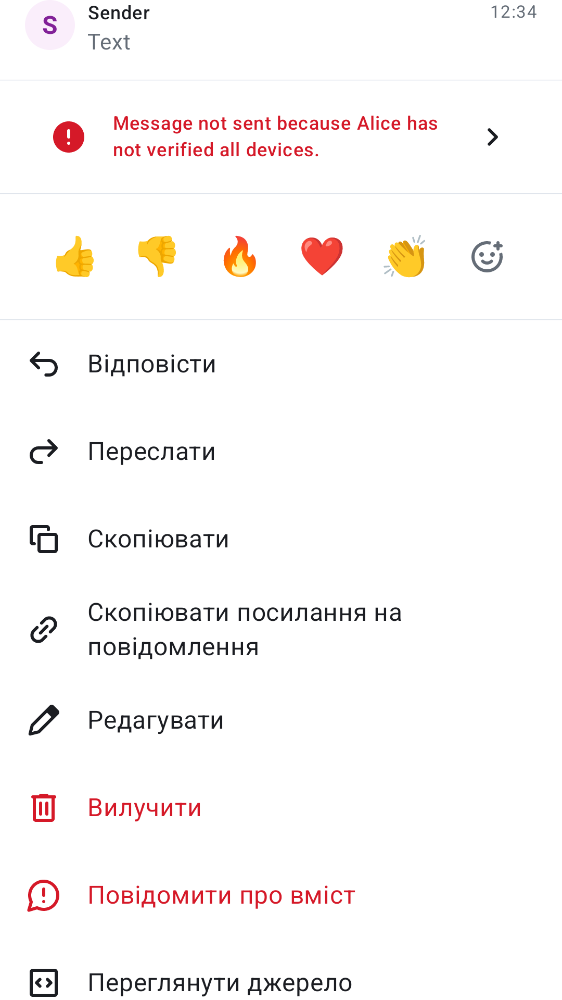 S
Sender
12:34
Text
Message not sent because Alice has
not verified all devices.
Відповісти
Переслати
Скопіювати
Скопіювати посилання на
повідомлення
Редагувати
Вилучити
Повідомити про вміст
Переглянути джерело